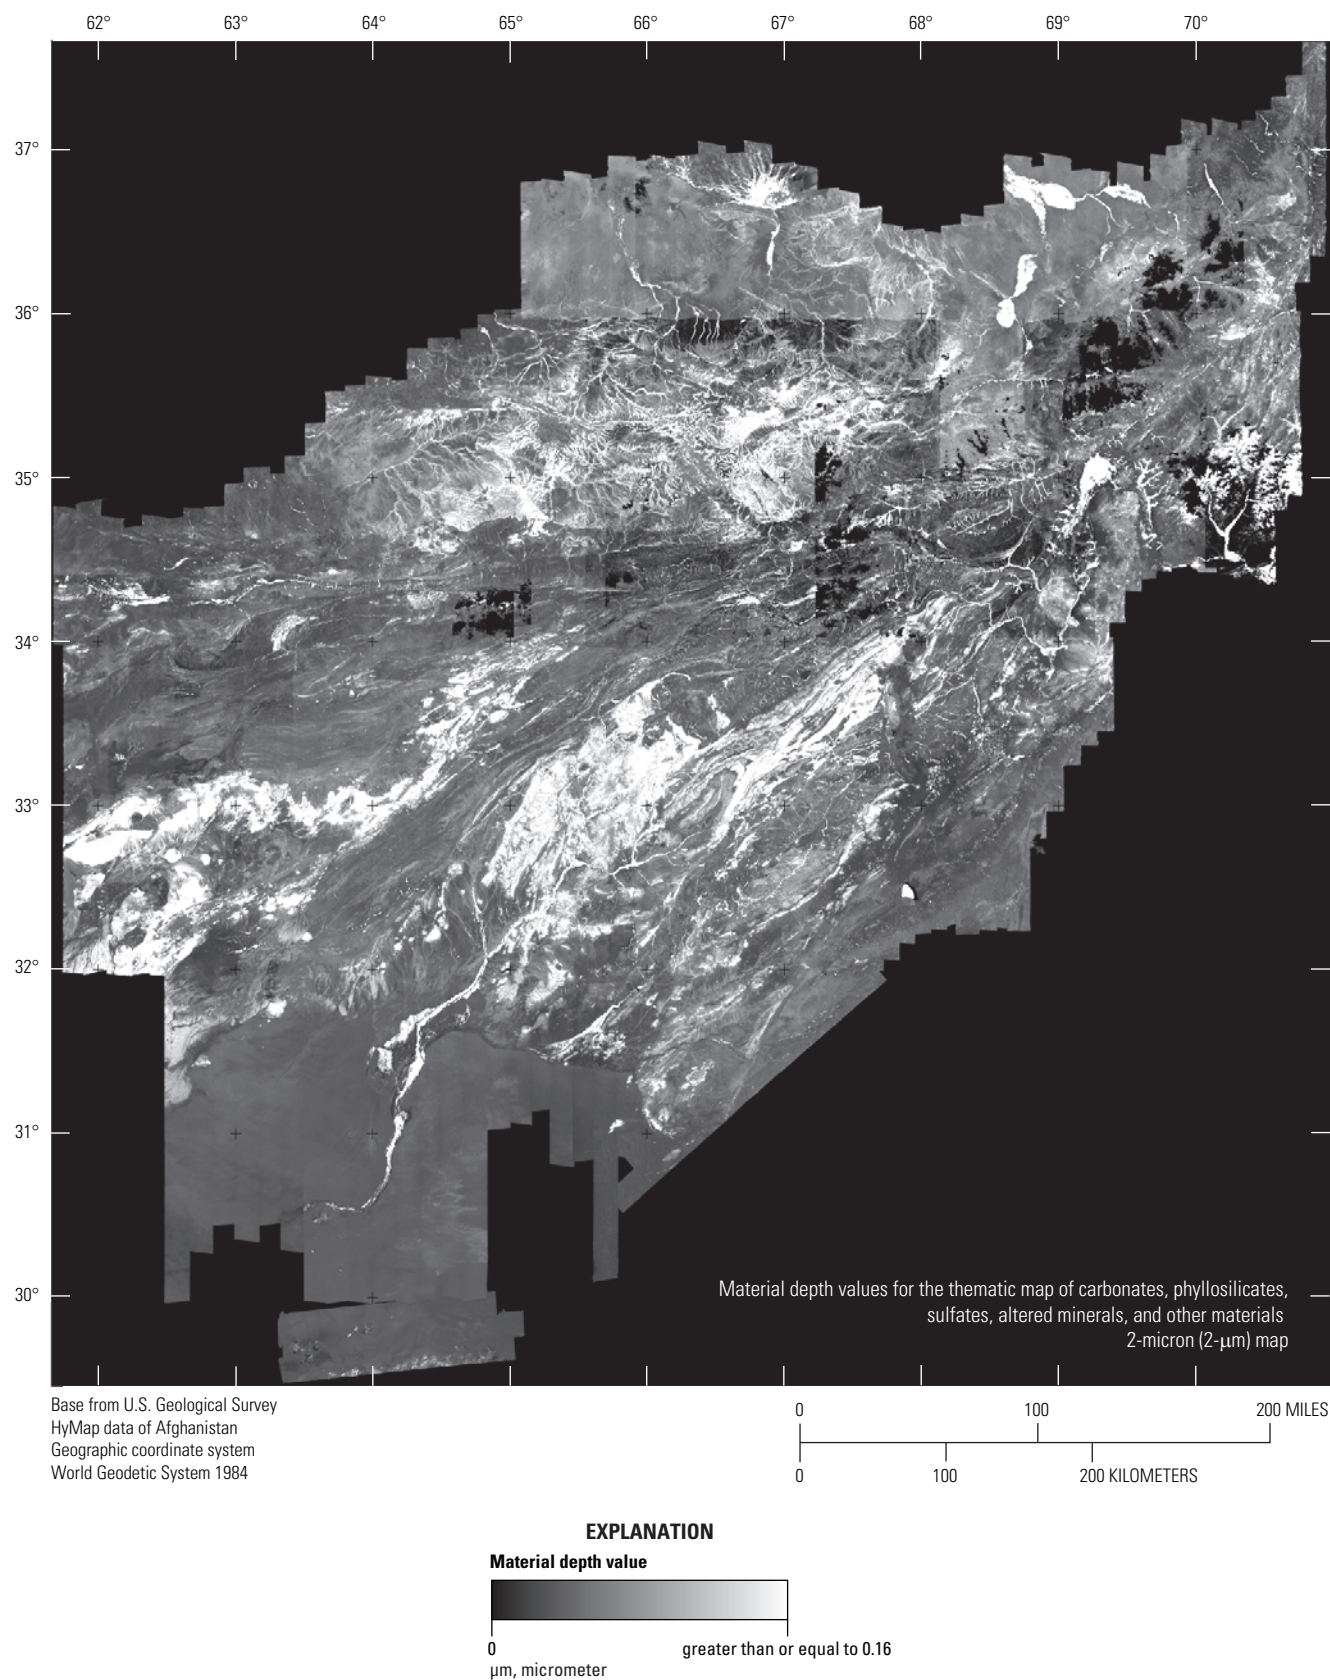 62° 63° 64° 65° 66° 67° 68° 69° 70°
37°
36°
35°
34°
33°
32°
31°
30°
Material depth values for the thematic map of carbonates, phyllosilicates,
sulfates, altered minerals, and other materials
2-micron (2-µm) map
Base from U.S. Geological Survey
HyMap data of Afghanistan
Geographic coordinate system
World Geodetic System 1984
0 100 200 MILES
0 100 200 KILOMETERS
EXPLANATION
Material depth value
0 greater than or equal to 0.16
µm, micrometer